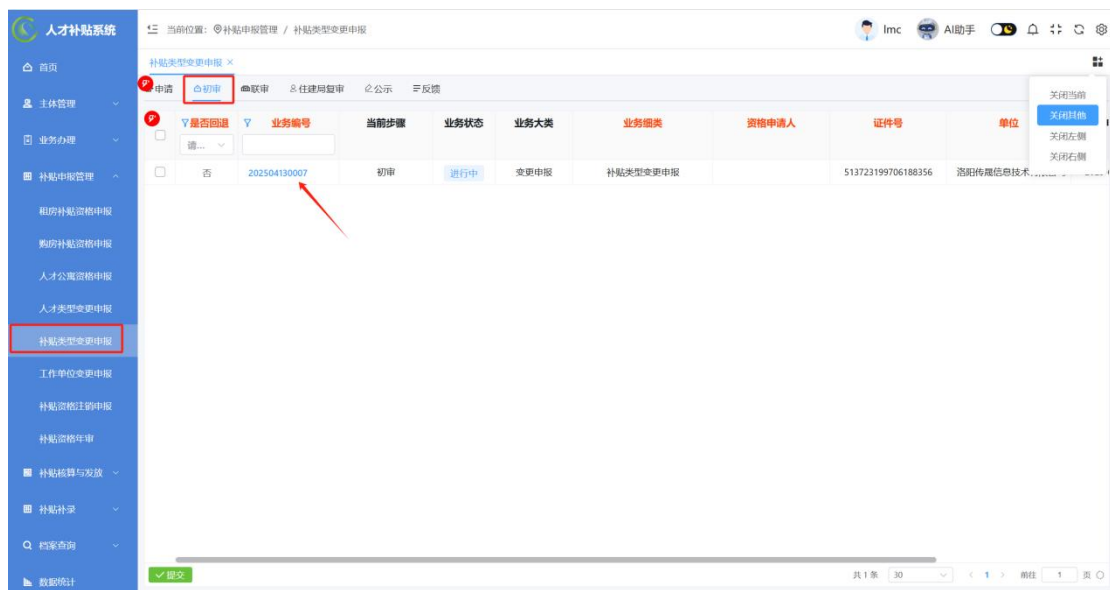 人才补贴系统
当前位置: 补贴申报管理 / 补贴类型变更申报
lmc
AI助手
首页
主体管理
业务办理
补贴申报管理
租房补贴资格申报
购房补贴资格申报
人才公寓资格申报
人才类型变更申报
补贴类型变更申报
工作单位变更申报
补贴资格注销申报
补贴资格年审
补贴核算与发放
补贴补录
档案查询
数据统计
补贴类型变更申报 ×
申请 初审 联审 住建局复审 公示 反馈
关闭当前
关闭其他
关闭左侧
关闭右侧
是否回退 业务编号 当前步骤 业务状态 业务大类 业务细类 资格申请人 证件号 单位
请...
否 202504130007 初审 进行中 变更申报 补贴类型变更申报 513723199706188356 洛阳传晟信息技术
提交
共 1 条 30 1 前往 1 页